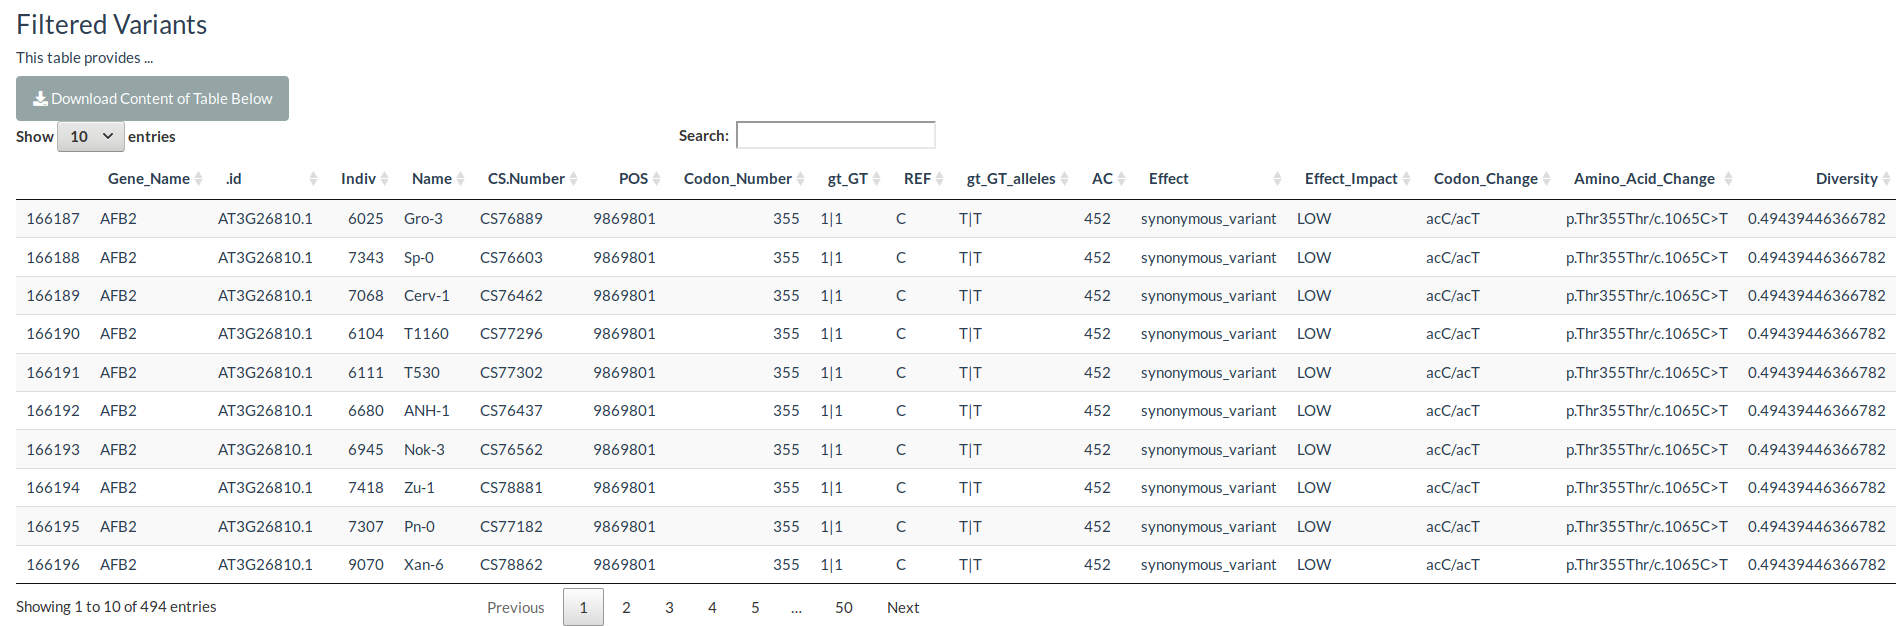 Filtered Variants
This table provides ...
Download Content of Table Below
Show 10 entries Search:
Gene_Name .id Indiv Name CS.Number POS Codon_Number gt_GT REF gt_GT_alleles AC Effect Effect_Impact Codon_Change Amino_Acid_Change Diversity
166187 AFB2 AT3G26810.1 6025 Gro-3 CS76889 9869801 355 1|1 C T|T 452 synonymous_variant LOW acC/acT p.Thr355Thr/c.1065C>T 0.49439446366782
166188 AFB2 AT3G26810.1 7343 Sp-0 CS76603 9869801 355 1|1 C T|T 452 synonymous_variant LOW acC/acT p.Thr355Thr/c.1065C>T 0.49439446366782
166189 AFB2 AT3G26810.1 7068 Cerv-1 CS76462 9869801 355 1|1 C T|T 452 synonymous_variant LOW acC/acT p.Thr355Thr/c.1065C>T 0.49439446366782
166190 AFB2 AT3G26810.1 6104 T1160 CS77296 9869801 355 1|1 C T|T 452 synonymous_variant LOW acC/acT p.Thr355Thr/c.1065C>T 0.49439446366782
166191 AFB2 AT3G26810.1 6111 T530 CS77302 9869801 355 1|1 C T|T 452 synonymous_variant LOW acC/acT p.Thr355Thr/c.1065C>T 0.49439446366782
166192 AFB2 AT3G26810.1 6680 ANH-1 CS76437 9869801 355 1|1 C T|T 452 synonymous_variant LOW acC/acT p.Thr355Thr/c.1065C>T 0.49439446366782
166193 AFB2 AT3G26810.1 6945 Nok-3 CS76562 9869801 355 1|1 C T|T 452 synonymous_variant LOW acC/acT p.Thr355Thr/c.1065C>T 0.49439446366782
166194 AFB2 AT3G26810.1 7418 Zu-1 CS78881 9869801 355 1|1 C T|T 452 synonymous_variant LOW acC/acT p.Thr355Thr/c.1065C>T 0.49439446366782
166195 AFB2 AT3G26810.1 7307 Pn-0 CS77182 9869801 355 1|1 C T|T 452 synonymous_variant LOW acC/acT p.Thr355Thr/c.1065C>T 0.49439446366782
166196 AFB2 AT3G26810.1 9070 Xan-6 CS78862 9869801 355 1|1 C T|T 452 synonymous_variant LOW acC/acT p.Thr355Thr/c.1065C>T 0.49439446366782
Showing 1 to 10 of 494 entries Previous 1 2 3 4 5 ... 50 Next